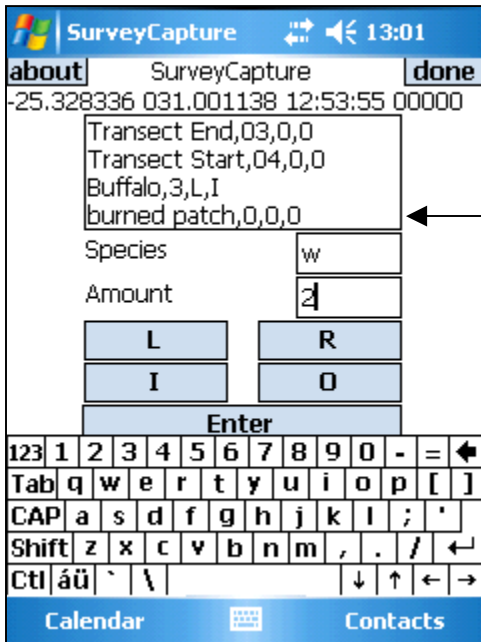 SurveyCapture 13:01
about SurveyCapture done
-25.328336 031.001138 12:53:55 00000
Transect End,03,0,0
Transect Start,04,0,0
Buffalo,3,L,I
burned patch,0,0,0
Species w
Amount 2
L R
I O
Enter
123 1 2 3 4 5 6 7 8 9 0 - =
Tab q w e r t y u i o p [ ]
CAP a s d f g h j k l ; '
Shift z x c v b n m , . /
Ctl áü ` \
Calendar Contacts